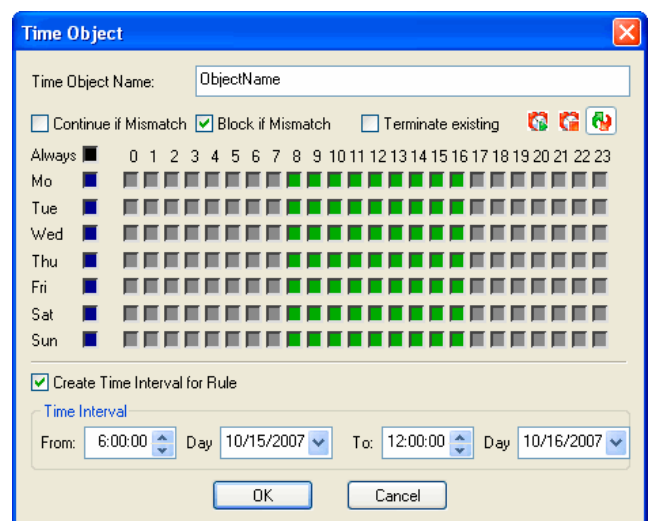 Time Object
Time Object Name: ObjectName
Continue if Mismatch Block if Mismatch Terminate existing
Always 0 1 2 3 4 5 6 7 8 9 10 11 12 13 14 15 16 17 18 19 20 21 22 23
Mo
Tue
Wed
Thu
Fri
Sat
Sun
Create Time Interval for Rule
Time Interval
From: 6:00:00 Day 10/15/2007 To: 12:00:00 Day 10/16/2007
OK Cancel